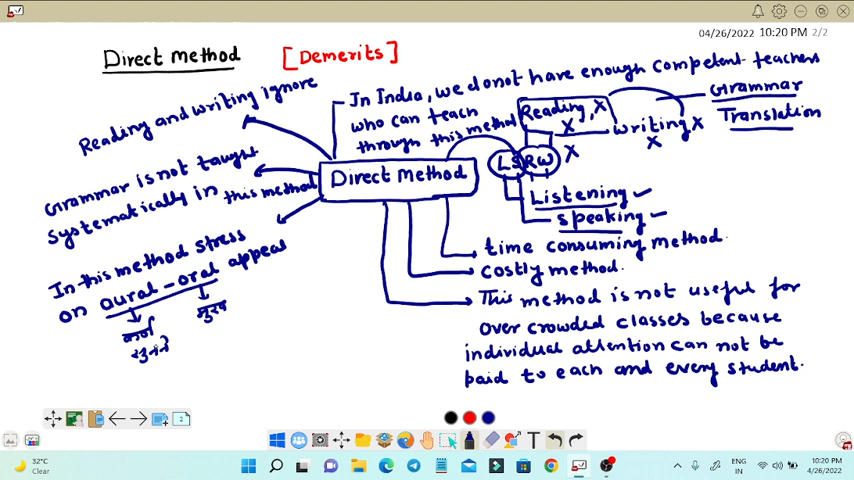 04/26/2022 10:20 PM 2/2
Direct method [Demerits]
Reading and writing ignore
In India, we donot have enough competent teachers
who can teach
through this method
Reading, X
X
writing X
X
Grammar
Translation
Grammar is not taught
systematically in this method
Direct Method
LSRW X
Listening ✓
speaking ✓
In this method stress
on aural-oral appeal
time consuming method.
costly method.
This method is not useful for
over crowded classes because
individual attention can not be
paid to each and every student.
2
T
32°C
Clear
ENG
IN
10:20 PM
4/26/2022